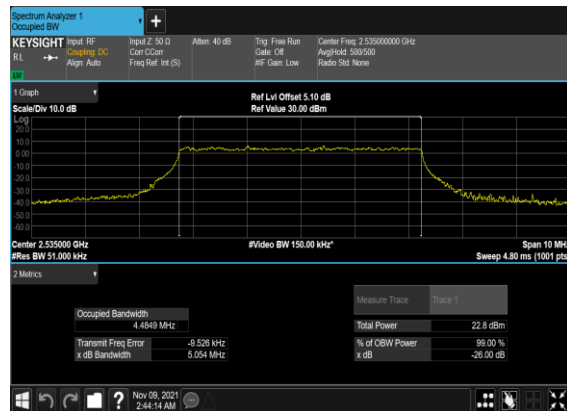 Spectrum Analyzer 1
Occupied BW
+
KEYSIGHT Input: RF Input Z: 50 Ω Atten: 40 dB Trig: Free Run Center Freq: 2.535000000 GHz
RL Coupling: DC Corr CCorr Gate: Off Avg|Hold: 500/500
Align: Auto Freq Ref: Int (S) #IF Gain: Low Radio Std: None
LW
1 Graph Ref Lvl Offset 5.10 dB
Scale/Div 10.0 dB Ref Value 30.00 dBm
Log
20.0
10.0
0.00
-10.0
-20.0
-30.0
-40.0
-50.0
-60.0
Center 2.535000 GHz #Video BW 150.00 kHz* Span 10 MHz
#Res BW 51.000 kHz Sweep 4.80 ms (1001 pts
2 Metrics
Measure Trace Trace 1
Occupied Bandwidth
4.4849 MHz Total Power 22.8 dBm
Transmit Freq Error -9.526 kHz % of OBW Power 99.00 %
x dB Bandwidth 5.054 MHz x dB -26.00 dB
? Nov 09, 2021
2:44:14 AM